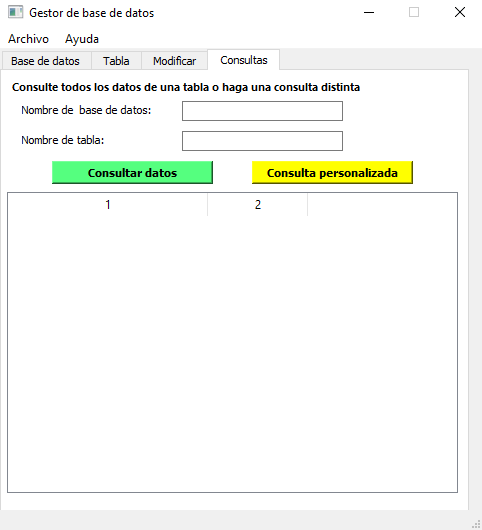 Gestor de base de datos
Archivo Ayuda
Base de datos Tabla Modificar Consultas
Consulte todos los datos de una tabla o haga una consulta distinta
Nombre de base de datos:
Nombre de tabla:
Consultar datos Consulta personalizada
1 2